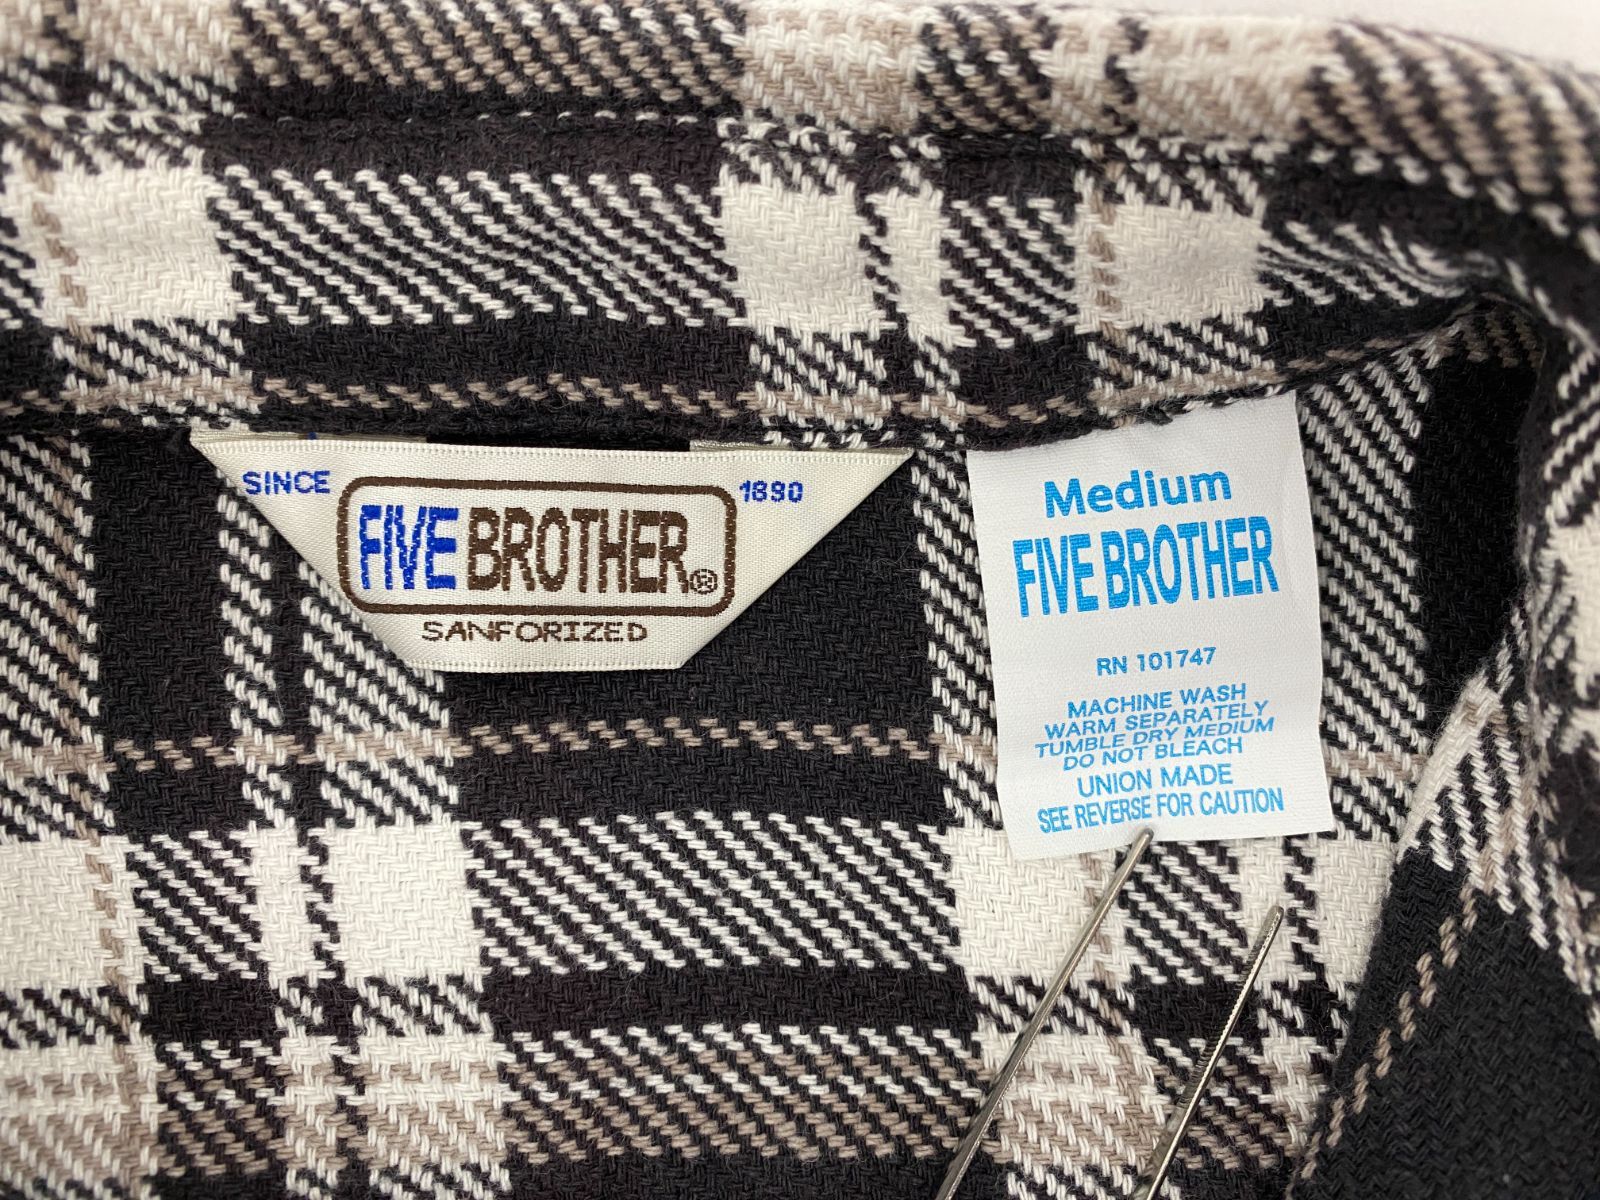 SINCE 1890
FIVE BROTHER®
SANFORIZED
Medium
FIVE BROTHER
RN 101747
MACHINE WASH
WARM SEPARATELY
TUMBLE DRY MEDIUM
DO NOT BLEACH
UNION MADE
SEE REVERSE FOR CAUTION